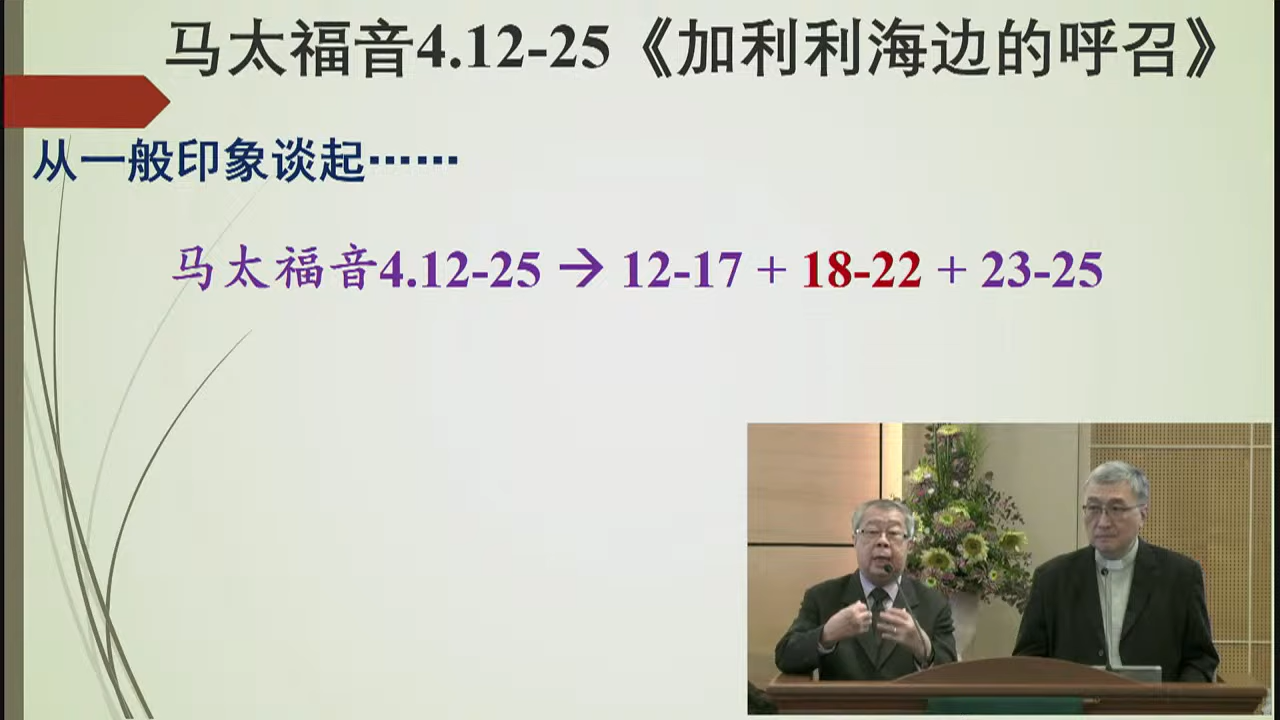 马太福音4.12-25《加利利海边的呼召》
从一般印象谈起……
马太福音4.12-25 → 12-17 + 18-22 + 23-25